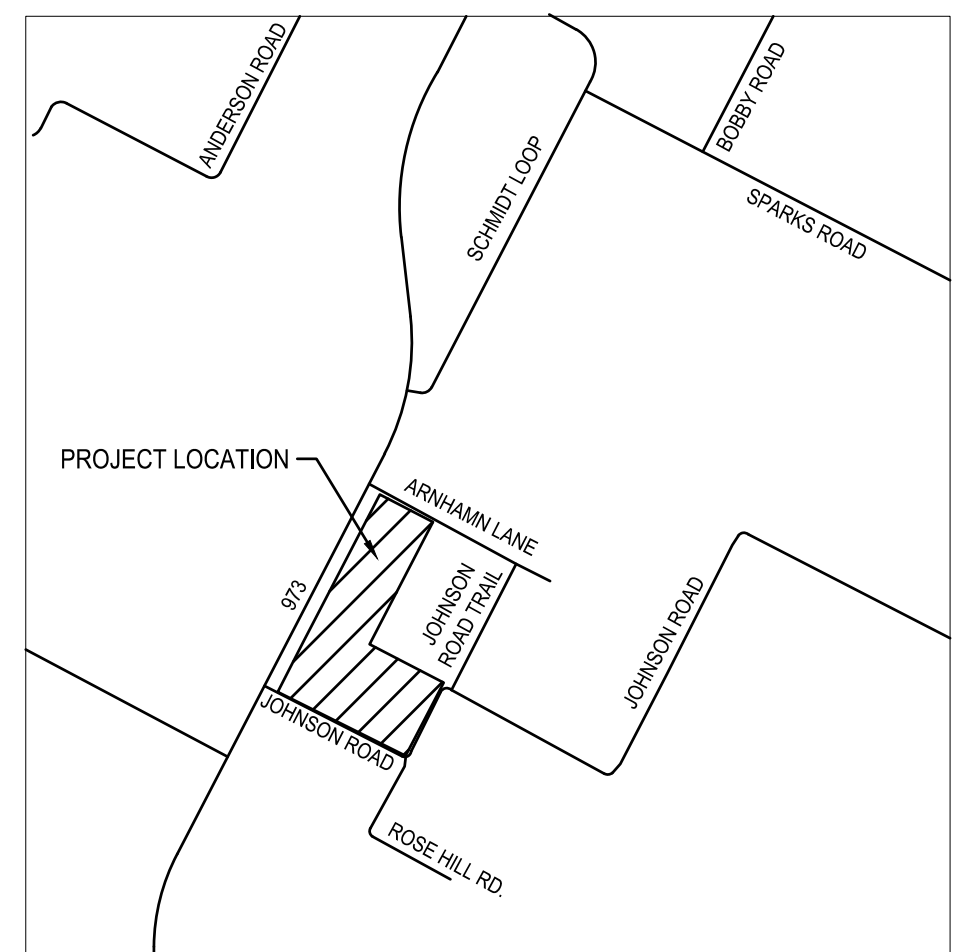 ANDERSON ROAD
BOBBY ROAD
SCHMIDT LOOP
SPARKS ROAD
PROJECT LOCATION
ARNHAMN LANE
973
JOHNSON
ROAD TRAIL
JOHNSON ROAD
JOHNSON ROAD
ROSE HILL RD.